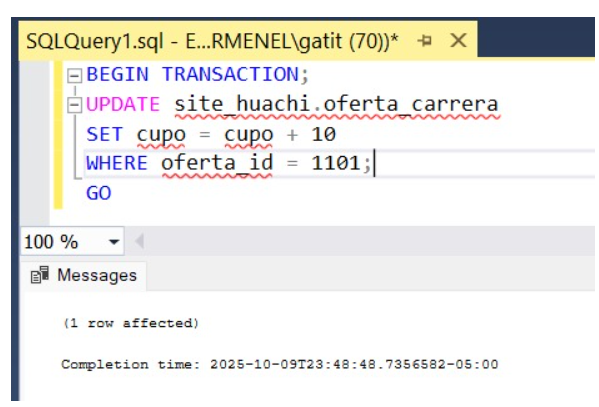 SQLQuery1.sql - E...RMENEL\gatit (70))*
BEGIN TRANSACTION;
UPDATE site_huachi.oferta_carrera
SET cupo = cupo + 10
WHERE oferta_id = 1101;
GO
100 %
Messages
(1 row affected)
Completion time: 2025-10-09T23:48:48.7356582-05:00